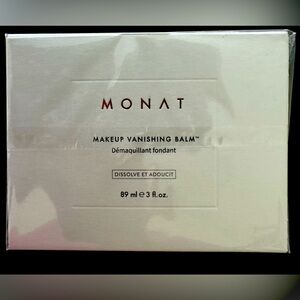 MONAT
MAKEUP VANISHING BALM™
Démaquillant fondant
DISSOLVE ET ADOUCIT
89 ml ℮ 3 fl.oz.